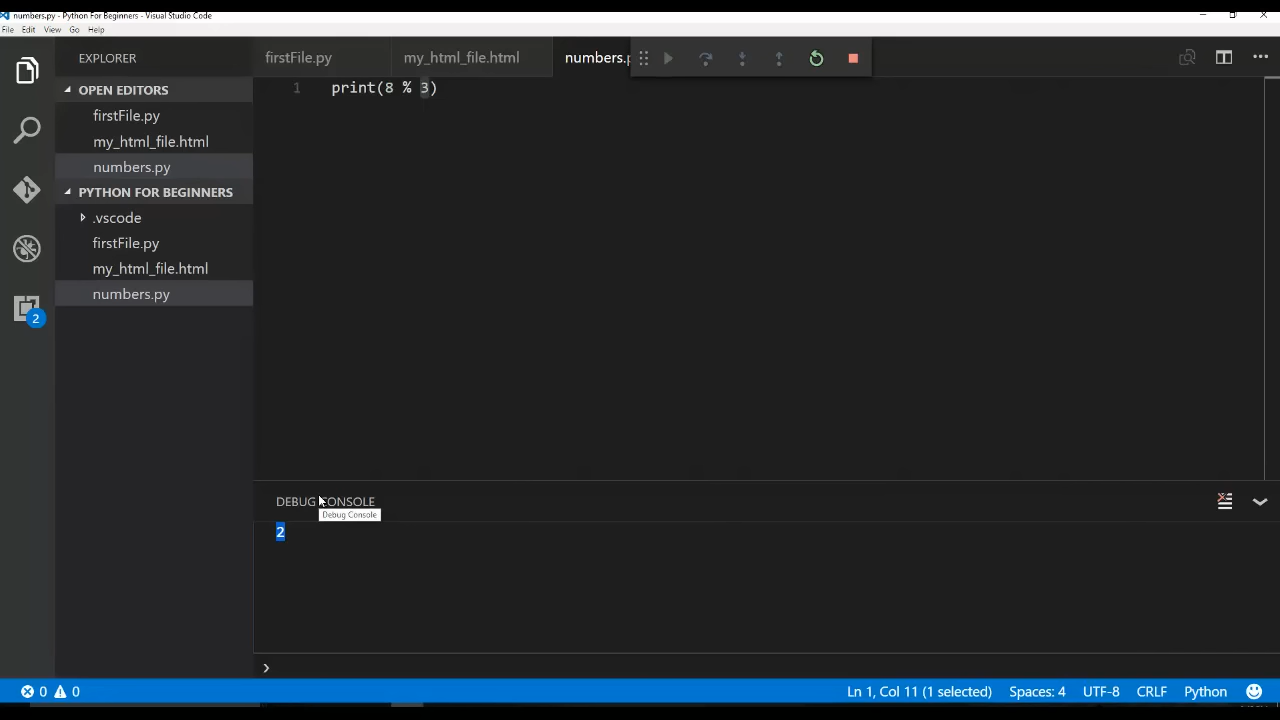 numbers.py - Python For Beginners - Visual Studio Code
File Edit View Go Help
EXPLORER
firstFile.py
my_html_file.html
numbers.p
OPEN EDITORS
firstFile.py
my_html_file.html
numbers.py
PYTHON FOR BEGINNERS
.vscode
firstFile.py
my_html_file.html
numbers.py
2
1 print(8 % 3)
DEBUG CONSOLE
Debug Console
2
0 0
Ln 1, Col 11 (1 selected) Spaces: 4 UTF-8 CRLF Python